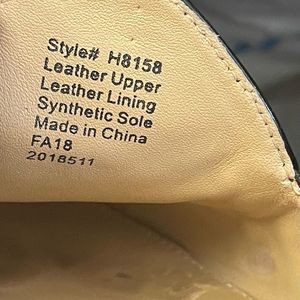 Style# H8158
Leather Upper
Leather Lining
Synthetic Sole
Made in China
FA18
2018511